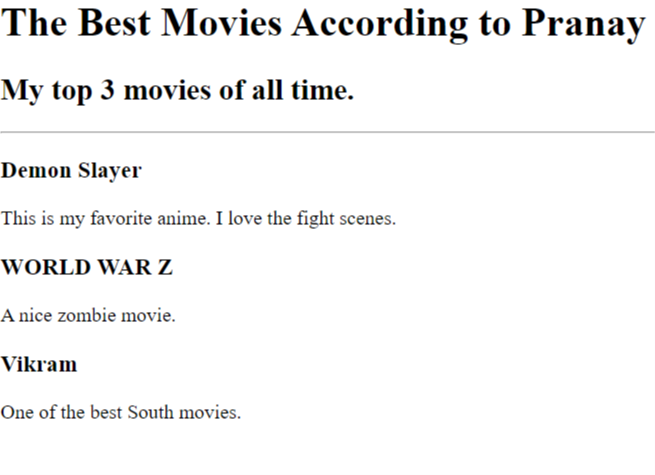 The Best Movies According to Pranay
My top 3 movies of all time.
Demon Slayer
This is my favorite anime. I love the fight scenes.
WORLD WAR Z
A nice zombie movie.
Vikram
One of the best South movies.